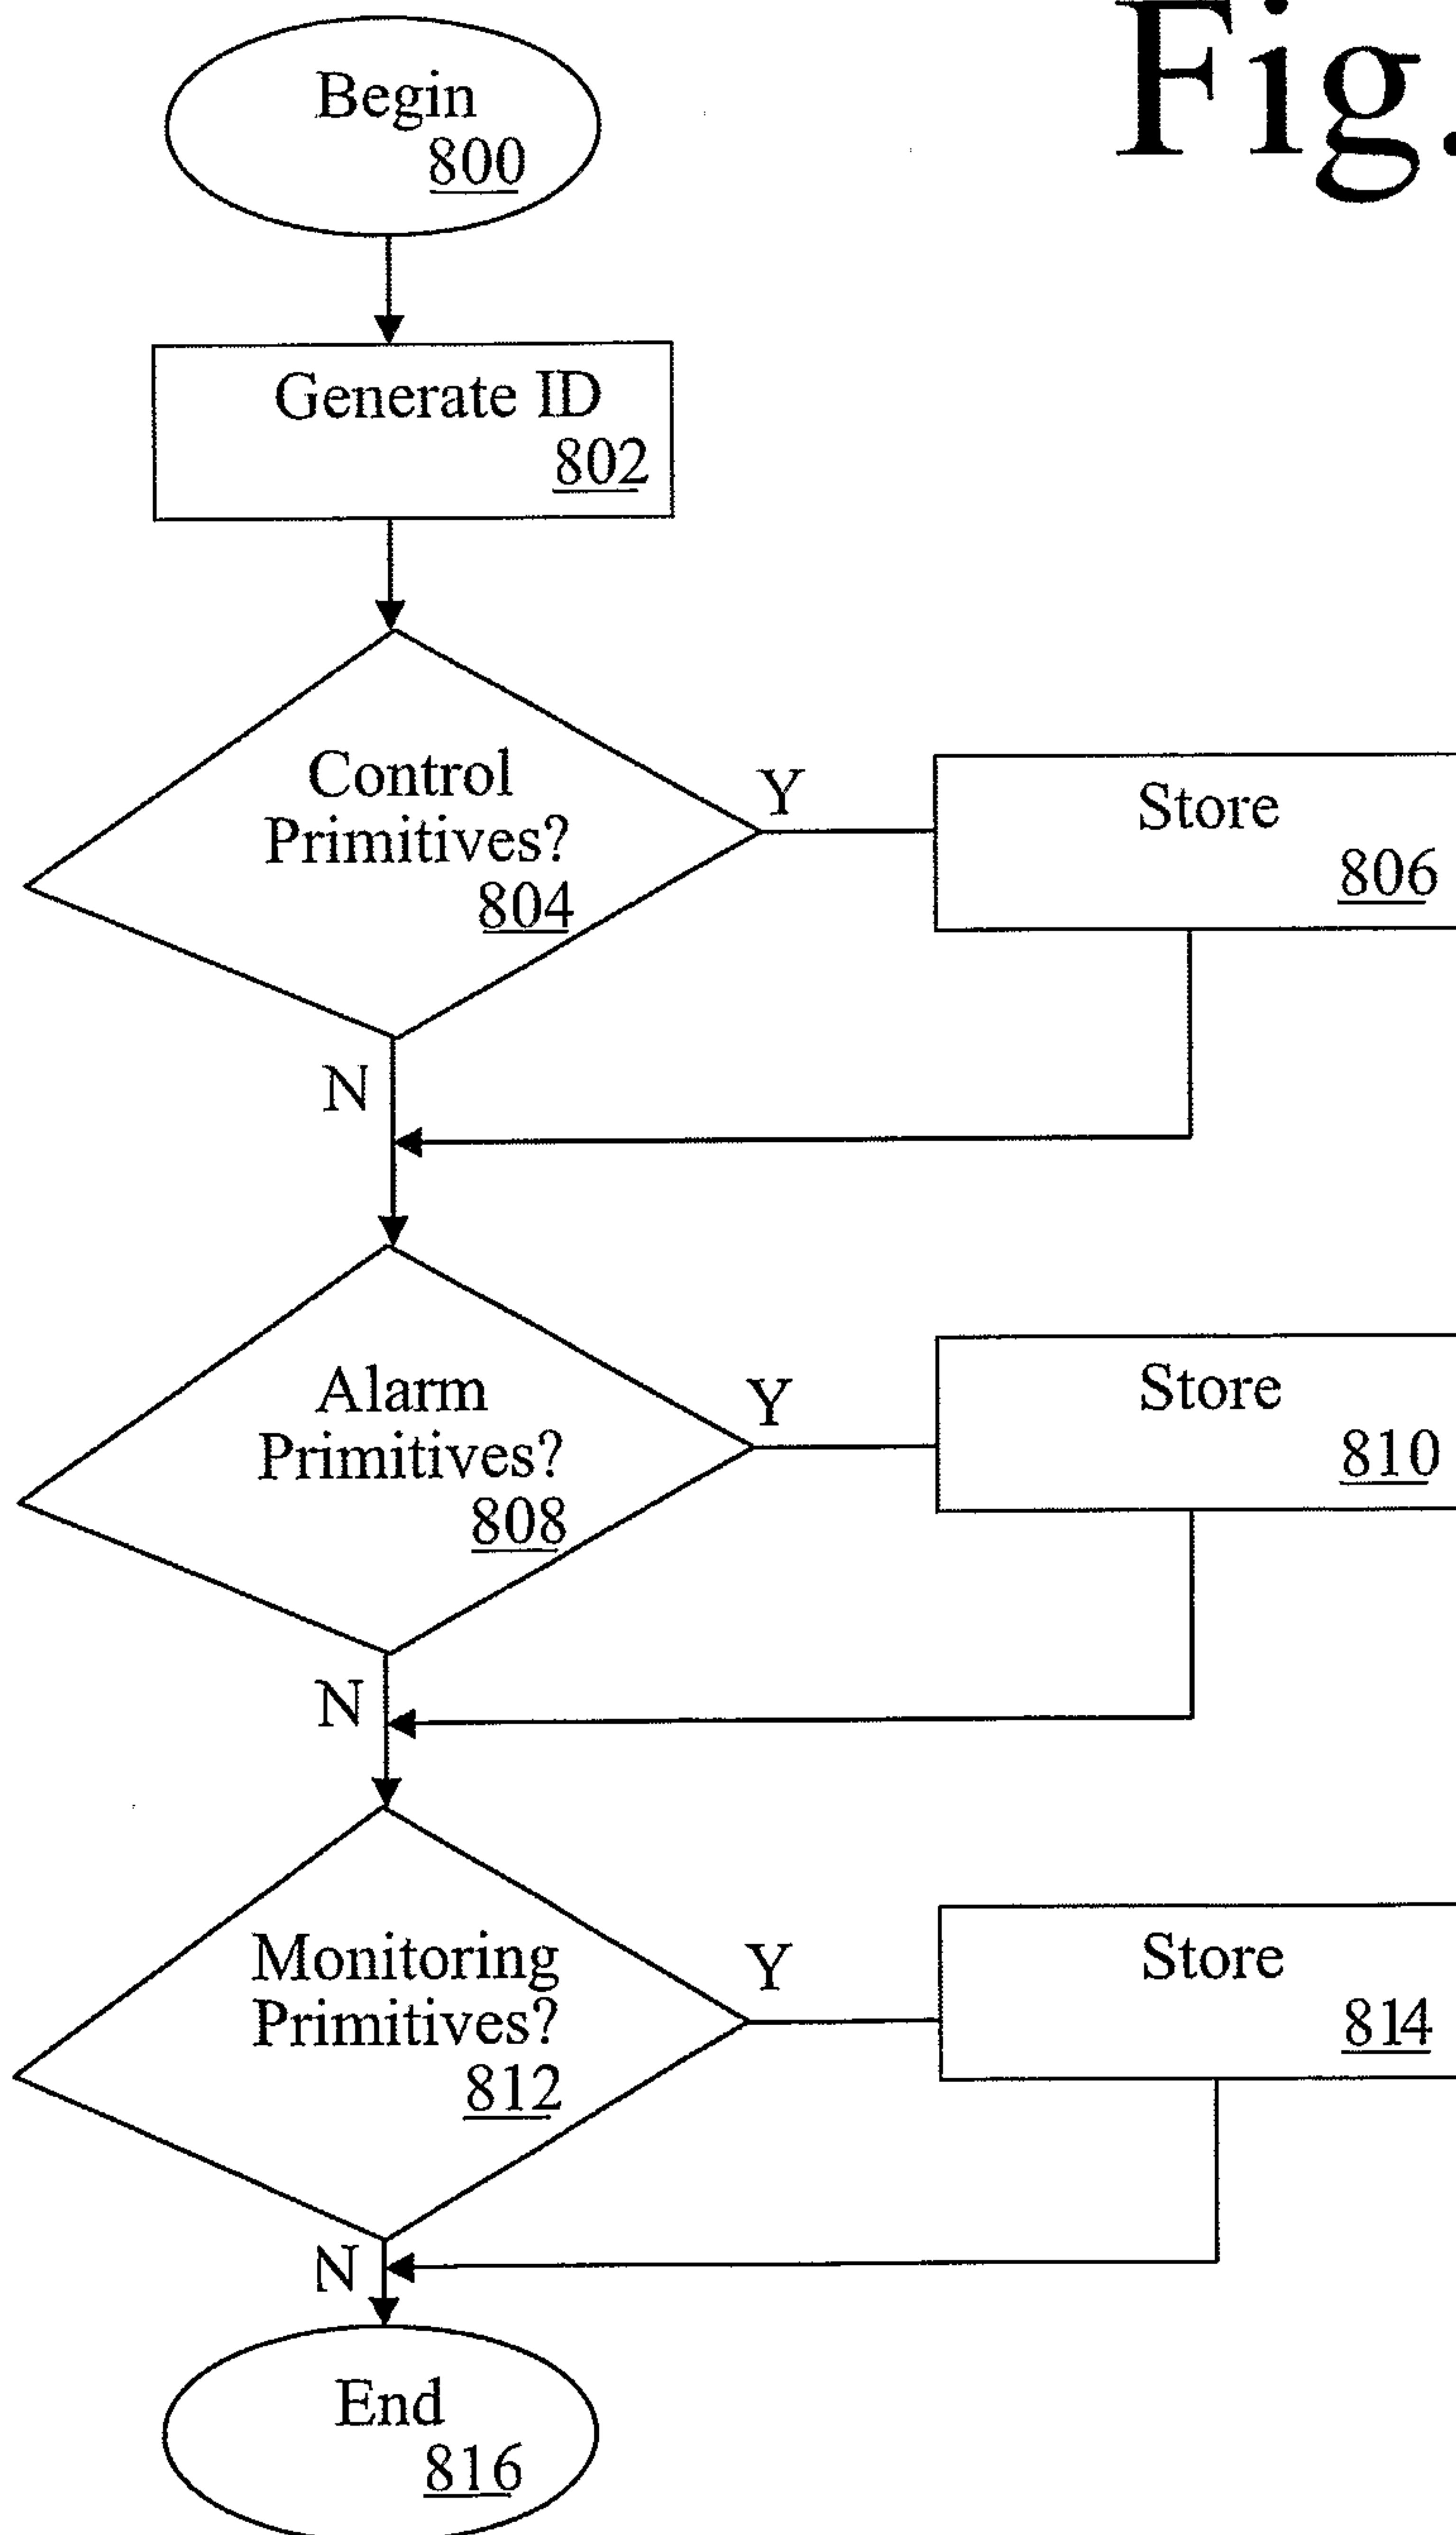 Fig.
Begin
800
Generate ID
802
Control
Primitives?
804
Y
Store
806
N
Alarm
Primitives?
808
Y
Store
810
N
Monitoring
Primitives?
812
Y
Store
814
N
End
816